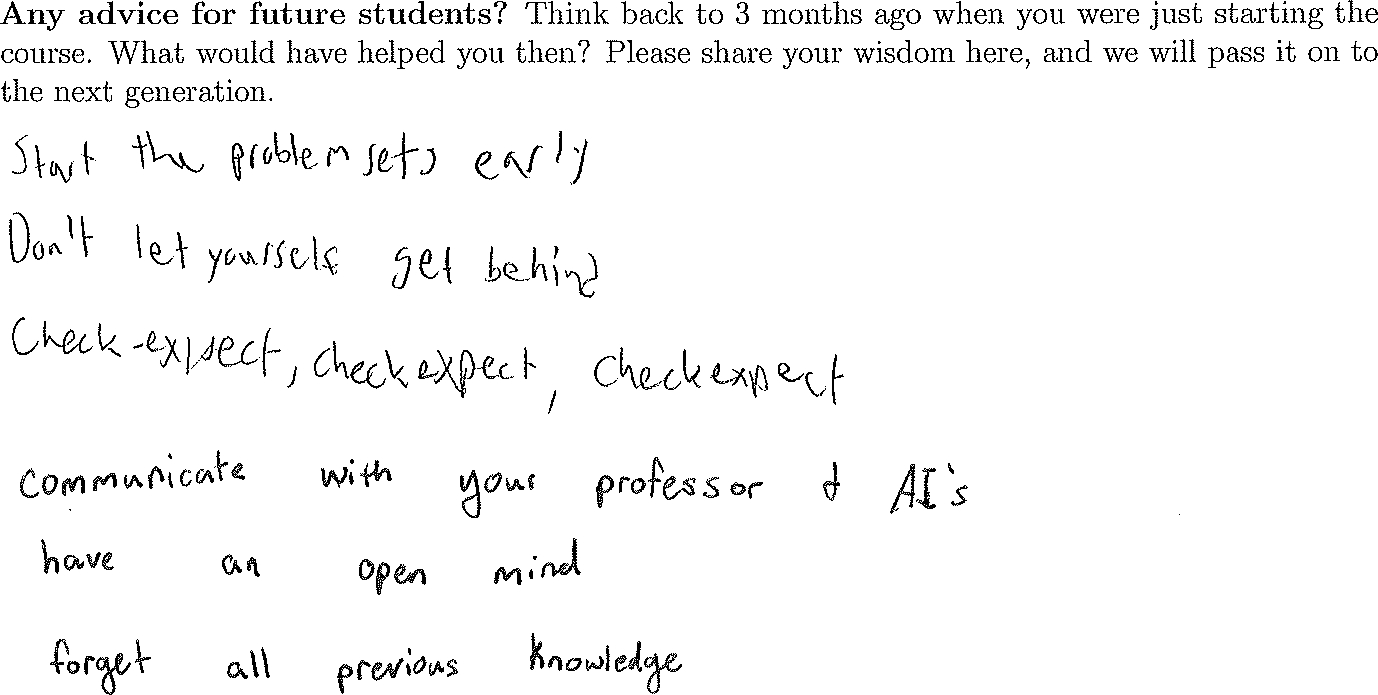 Any advice for future students? Think back to 3 months ago when you were just starting the
course. What would have helped you then? Please share your wisdom here, and we will pass it on to
the next generation.
Start the problem sets early
Don't let yourself get behind
Check-expect, check expect, check expect
communicate with your professor & AI's
have an open mind
forget all previous knowledge